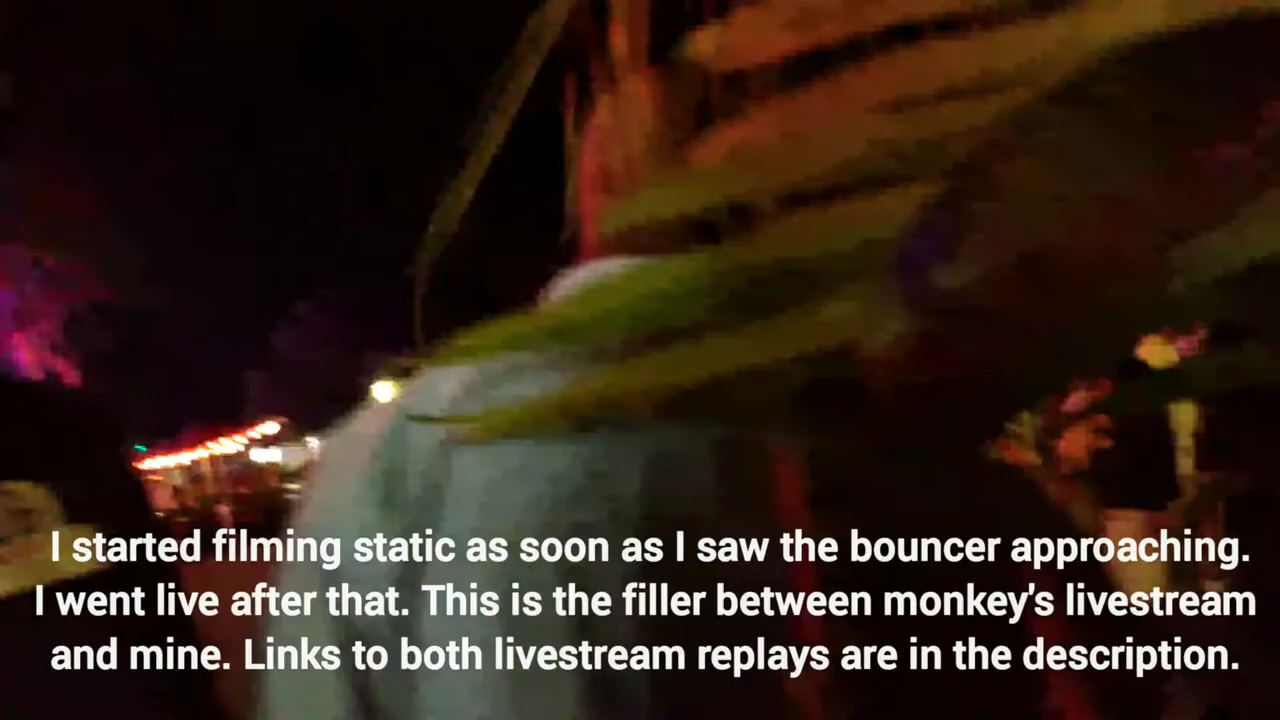 I started filming static as soon as I saw the bouncer approaching.
I went live after that. This is the filler between monkey's livestream
and mine. Links to both livestream replays are in the description.